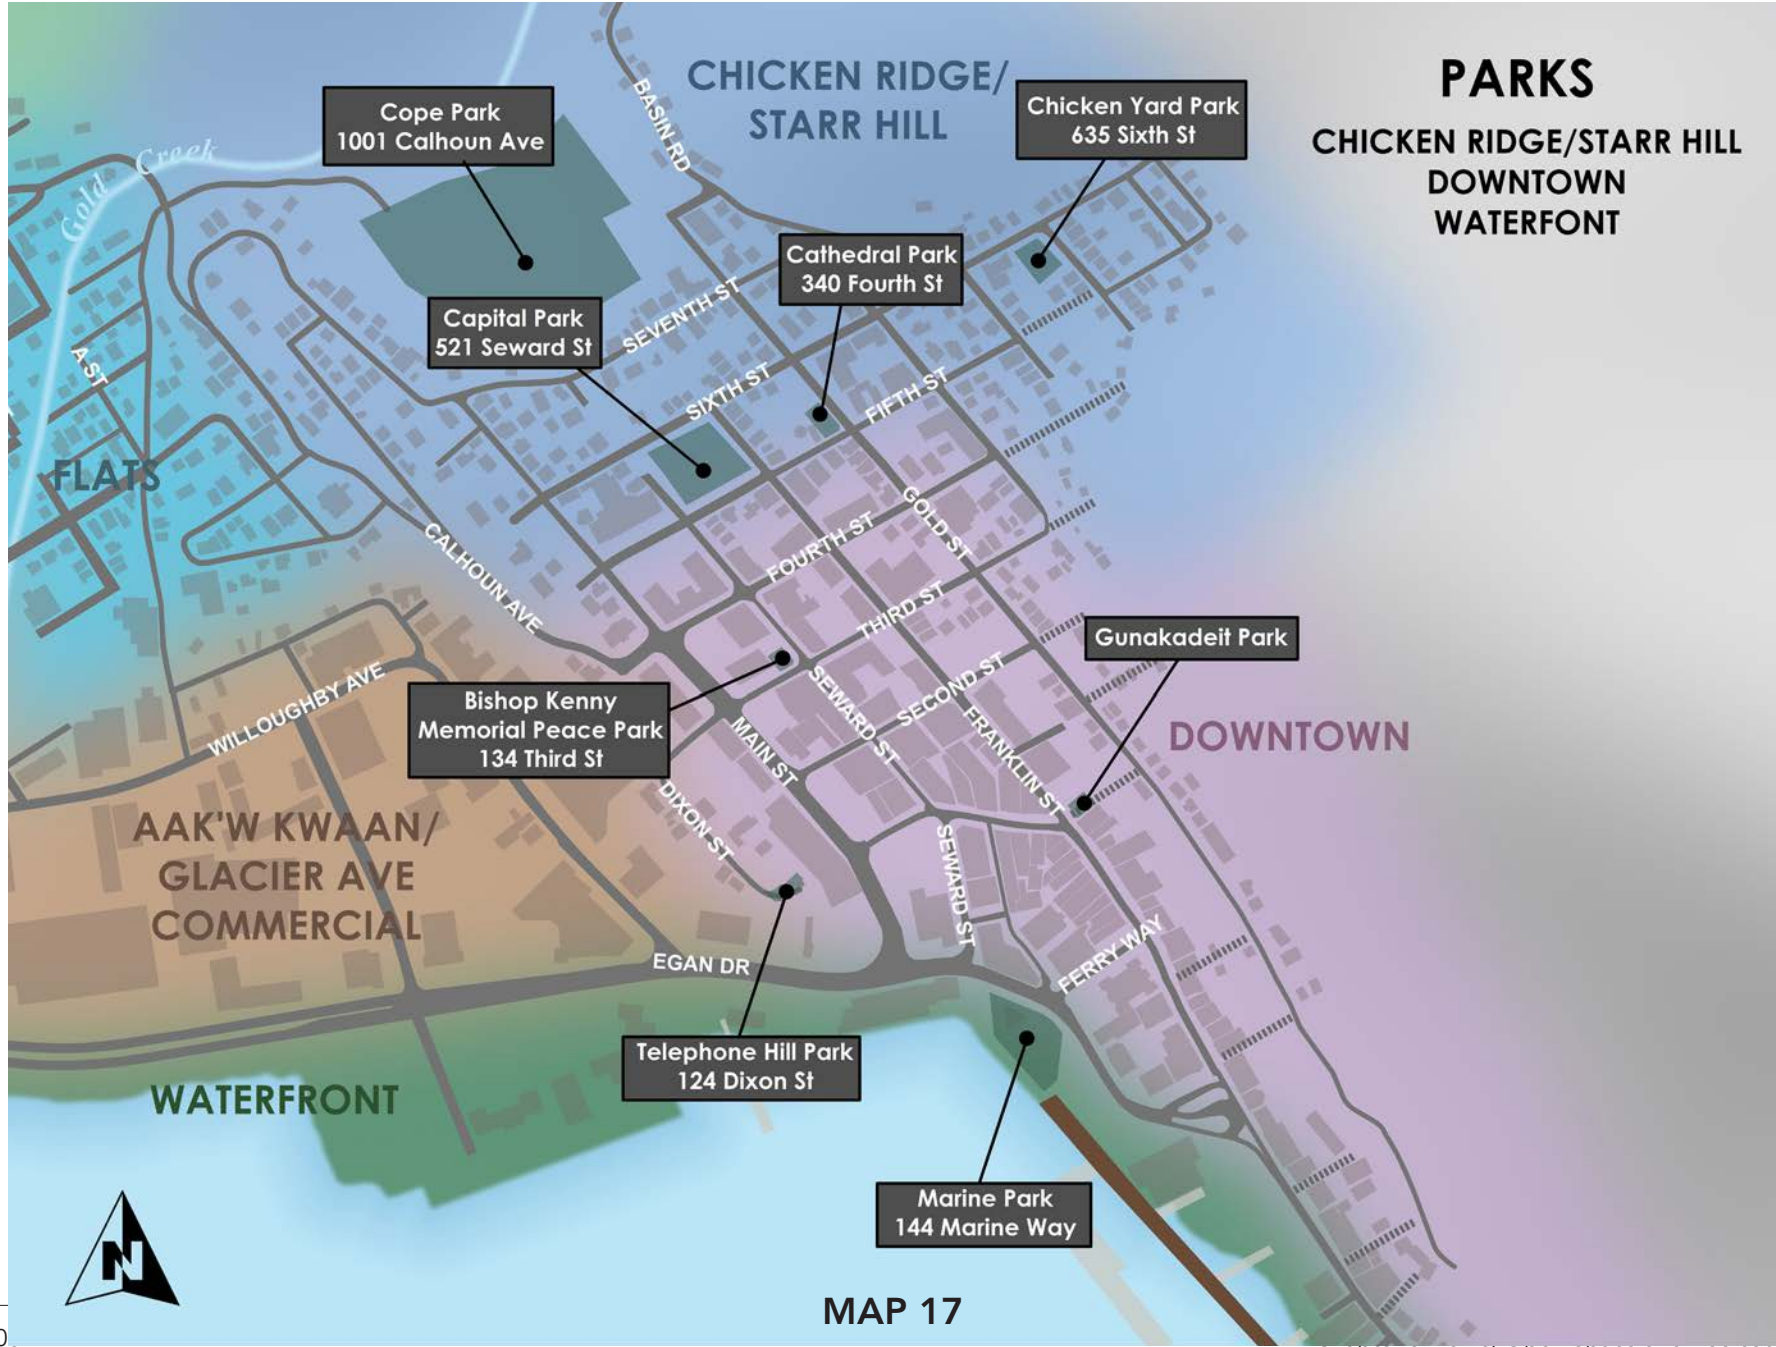 PARKS
CHICKEN RIDGE/STARR HILL
DOWNTOWN
WATERFONT
CHICKEN RIDGE/
STARR HILL
Cope Park
1001 Calhoun Ave
Chicken Yard Park
635 Sixth St
BASIN RD
Gold Creek
Cathedral Park
340 Fourth St
Capital Park
521 Seward St
SEVENTH ST
SIXTH ST
FIFTH ST
A ST
FLATS
CALHOUN AVE
FOURTH ST
GOLD ST
THIRD ST
Gunakadeit Park
WILLOUGHBY AVE
Bishop Kenny
Memorial Peace Park
134 Third St
SEWARD ST
SECOND ST
FRANKLIN ST
MAIN ST
DOWNTOWN
DIXON ST
AAK'W KWAAN/
GLACIER AVE
COMMERCIAL
SEWARD ST
FERRY WAY
EGAN DR
Telephone Hill Park
124 Dixon St
WATERFRONT
Marine Park
144 Marine Way
N
MAP 17